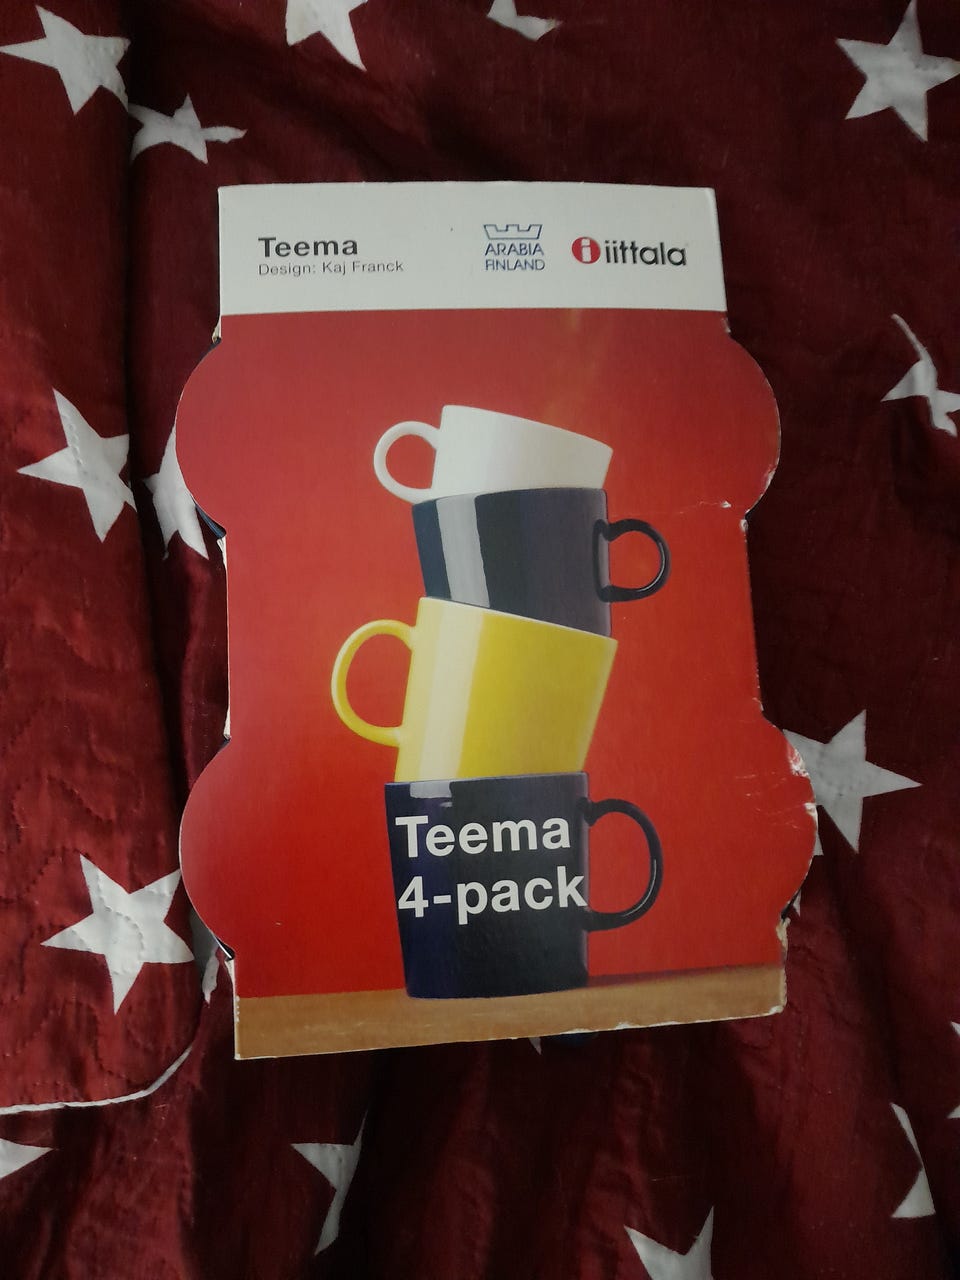 Teema
Design: Kaj Franck
ARABIA
FINLAND
iittala
Teema
4-pack